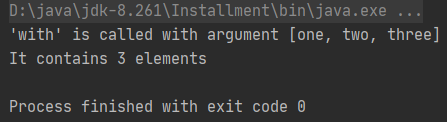 D:\java\jdk-8.261\Installment\bin\java.exe ...
'with' is called with argument [one, two, three]
It contains 3 elements
Process finished with exit code 0